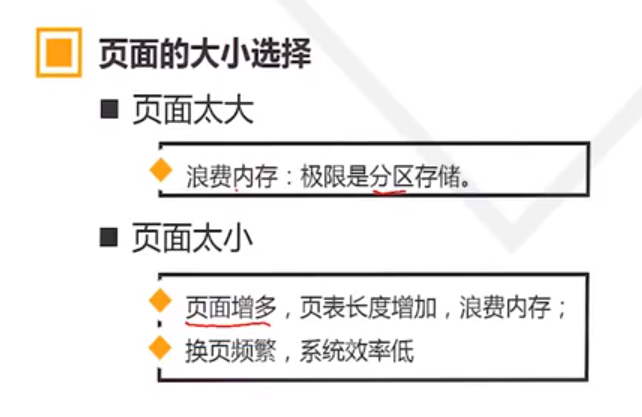 页面的大小选择
页面太大
浪费内存：极限是分区存储。
页面太小
页面增多，页表长度增加，浪费内存；
换页频繁，系统效率低